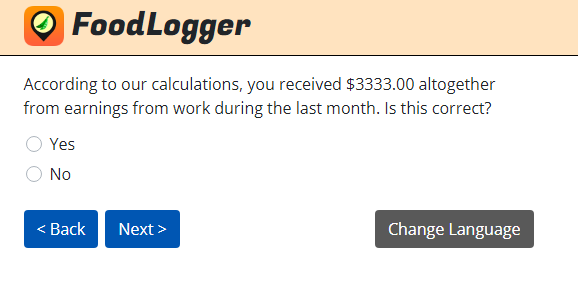 FoodLogger
According to our calculations, you received $3333.00 altogether
from earnings from work during the last month. Is this correct?
Yes
No
< Back
Next >
Change Language